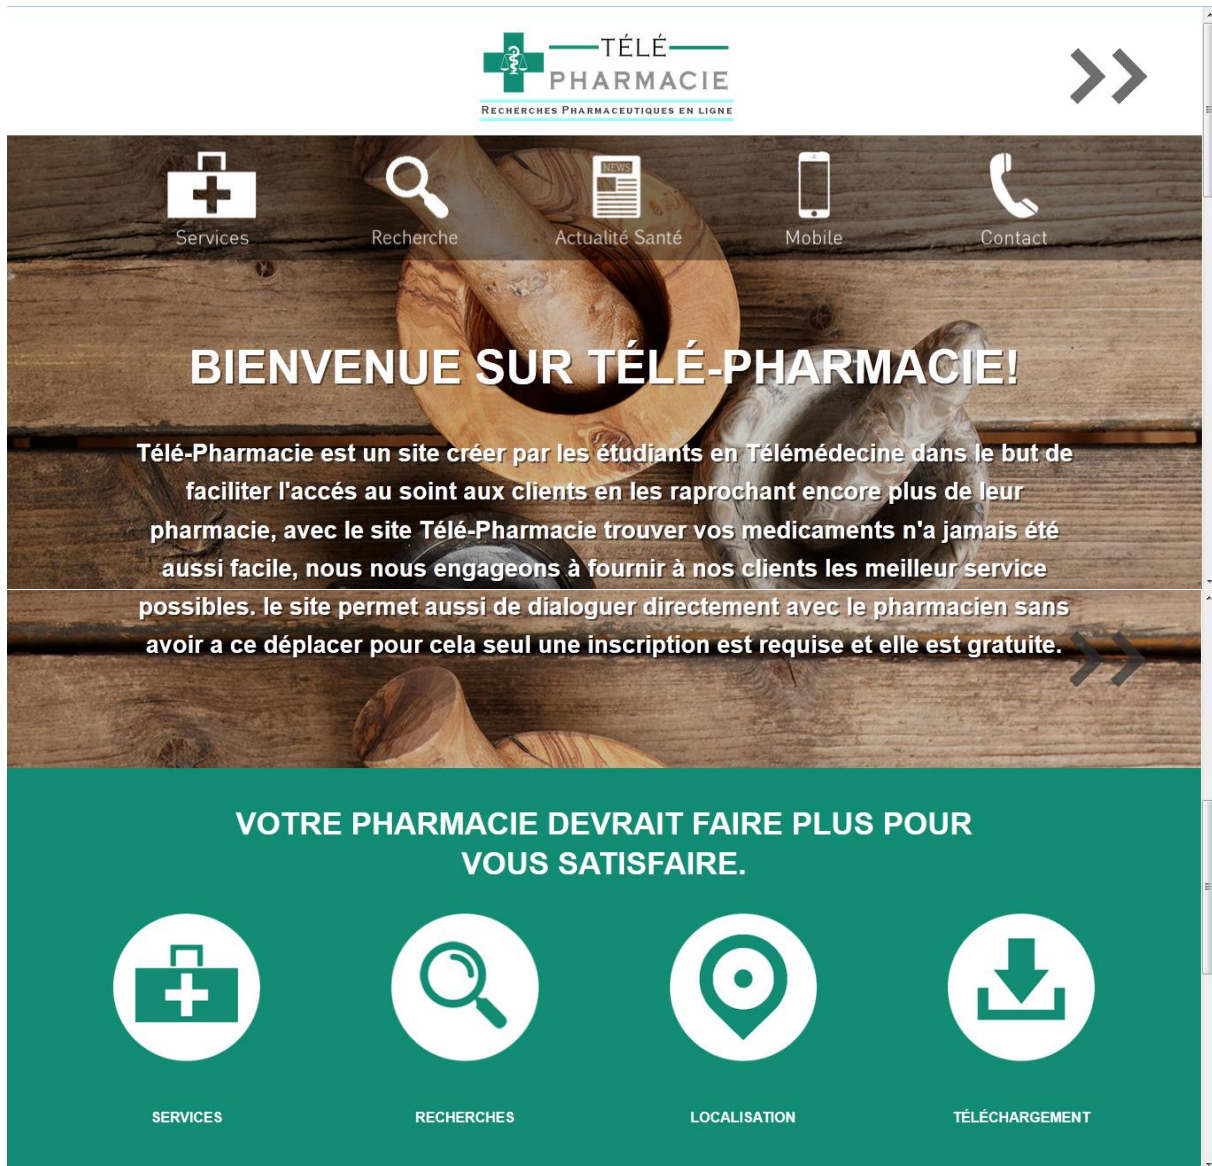 TÉLÉ
PHARMACIE
RECHERCHES PHARMACEUTIQUES EN LIGNE
NEWS
Services
Recherche
Actualité Santé
Mobile
Contact
BIENVENUE SUR TÉLÉ-PHARMACIE!
Télé-Pharmacie est un site créer par les étudiants en Télémédecine dans le but de
faciliter l'accés au soint aux clients en les raprochant encore plus de leur
pharmacie, avec le site Télé-Pharmacie trouver vos medicaments n'a jamais été
aussi facile, nous nous engageons à fournir à nos clients les meilleur service
possibles. le site permet aussi de dialoguer directement avec le pharmacien sans
avoir a ce déplacer pour cela seul une inscription est requise et elle est gratuite.
VOTRE PHARMACIE DEVRAIT FAIRE PLUS POUR
VOUS SATISFAIRE.
SERVICES
RECHERCHES
LOCALISATION
TÉLÉCHARGEMENT